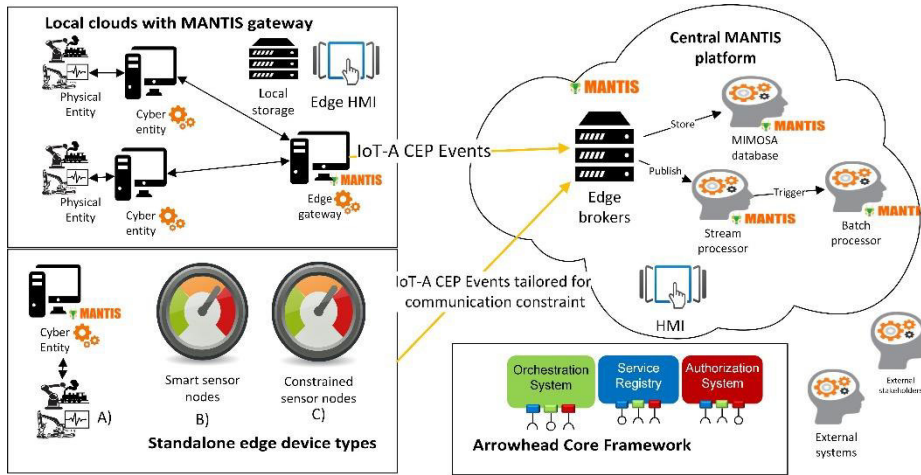 Local clouds with MANTIS gateway
Physical
Entity
Cyber
entity
Local
storage
Edge HMI
Physical
Entity
Cyber
entity
MANTIS
Edge
gateway
IoT-A CEP Events
Central MANTIS
platform
MANTIS
Edge
brokers
Store
MANTIS
MIMOSA
database
Publish
Trigger
MANTIS
Stream
processor
MANTI
Batch
processor
HMI
IoT-A CEP Events tailored for
communication constraint
MANTIS
Cyber
Entity
A)
Smart sensor
nodes
B)
Constrained
sensor nodes
C)
Standalone edge device types
Orchestration
System
Service
Registry
Authorization
System
Arrowhead Core Framework
External
stakeholders
External
systems